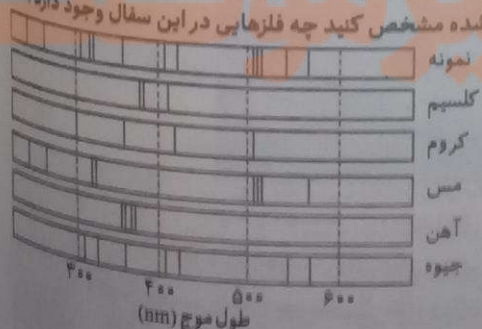 شده مشخص کنید چه فلزهایی در این سفال وجود دارد؟
نمونه
کلسیم
کروم
مس
آهن
جیوه
۳۰۰ ۴۰۰ ۵۰۰ ۶۰۰
طول موج (nm)